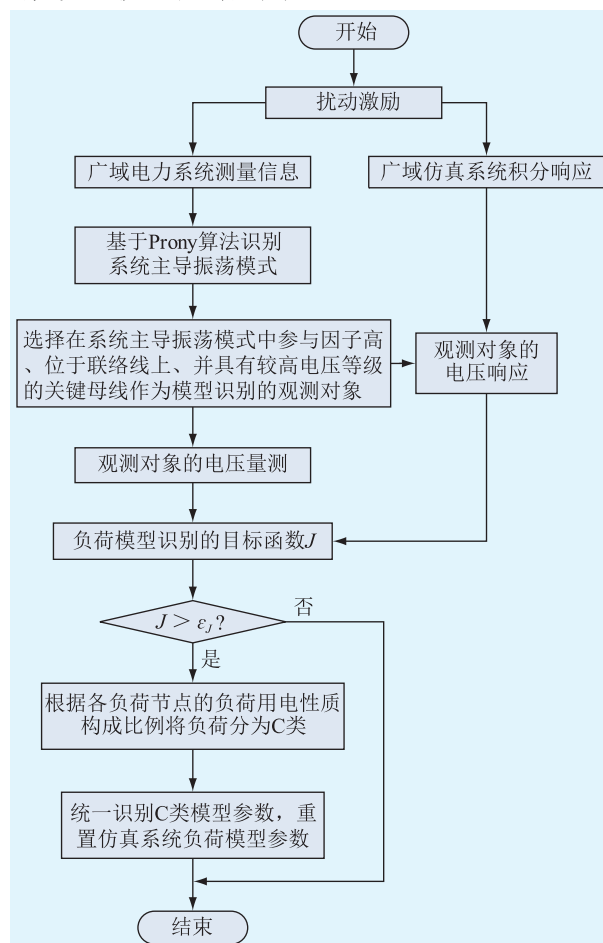 开始
扰动激励
广域电力系统测量信息
广域仿真系统积分响应
基于Prony算法识别
系统主导振荡模式
选择在系统主导振荡模式中参与因子高
、位于联络线上、并具有较高电压等级
的关键母线作为模型识别的观测对象
观测对象的
电压响应
观测对象的电压量测
负荷模型识别的目标函数J
J > εJ?
否
是
根据各负荷节点的负荷用电性质
构成比例将负荷分为C类
统一识别C类模型参数，重
置仿真系统负荷模型参数
结束